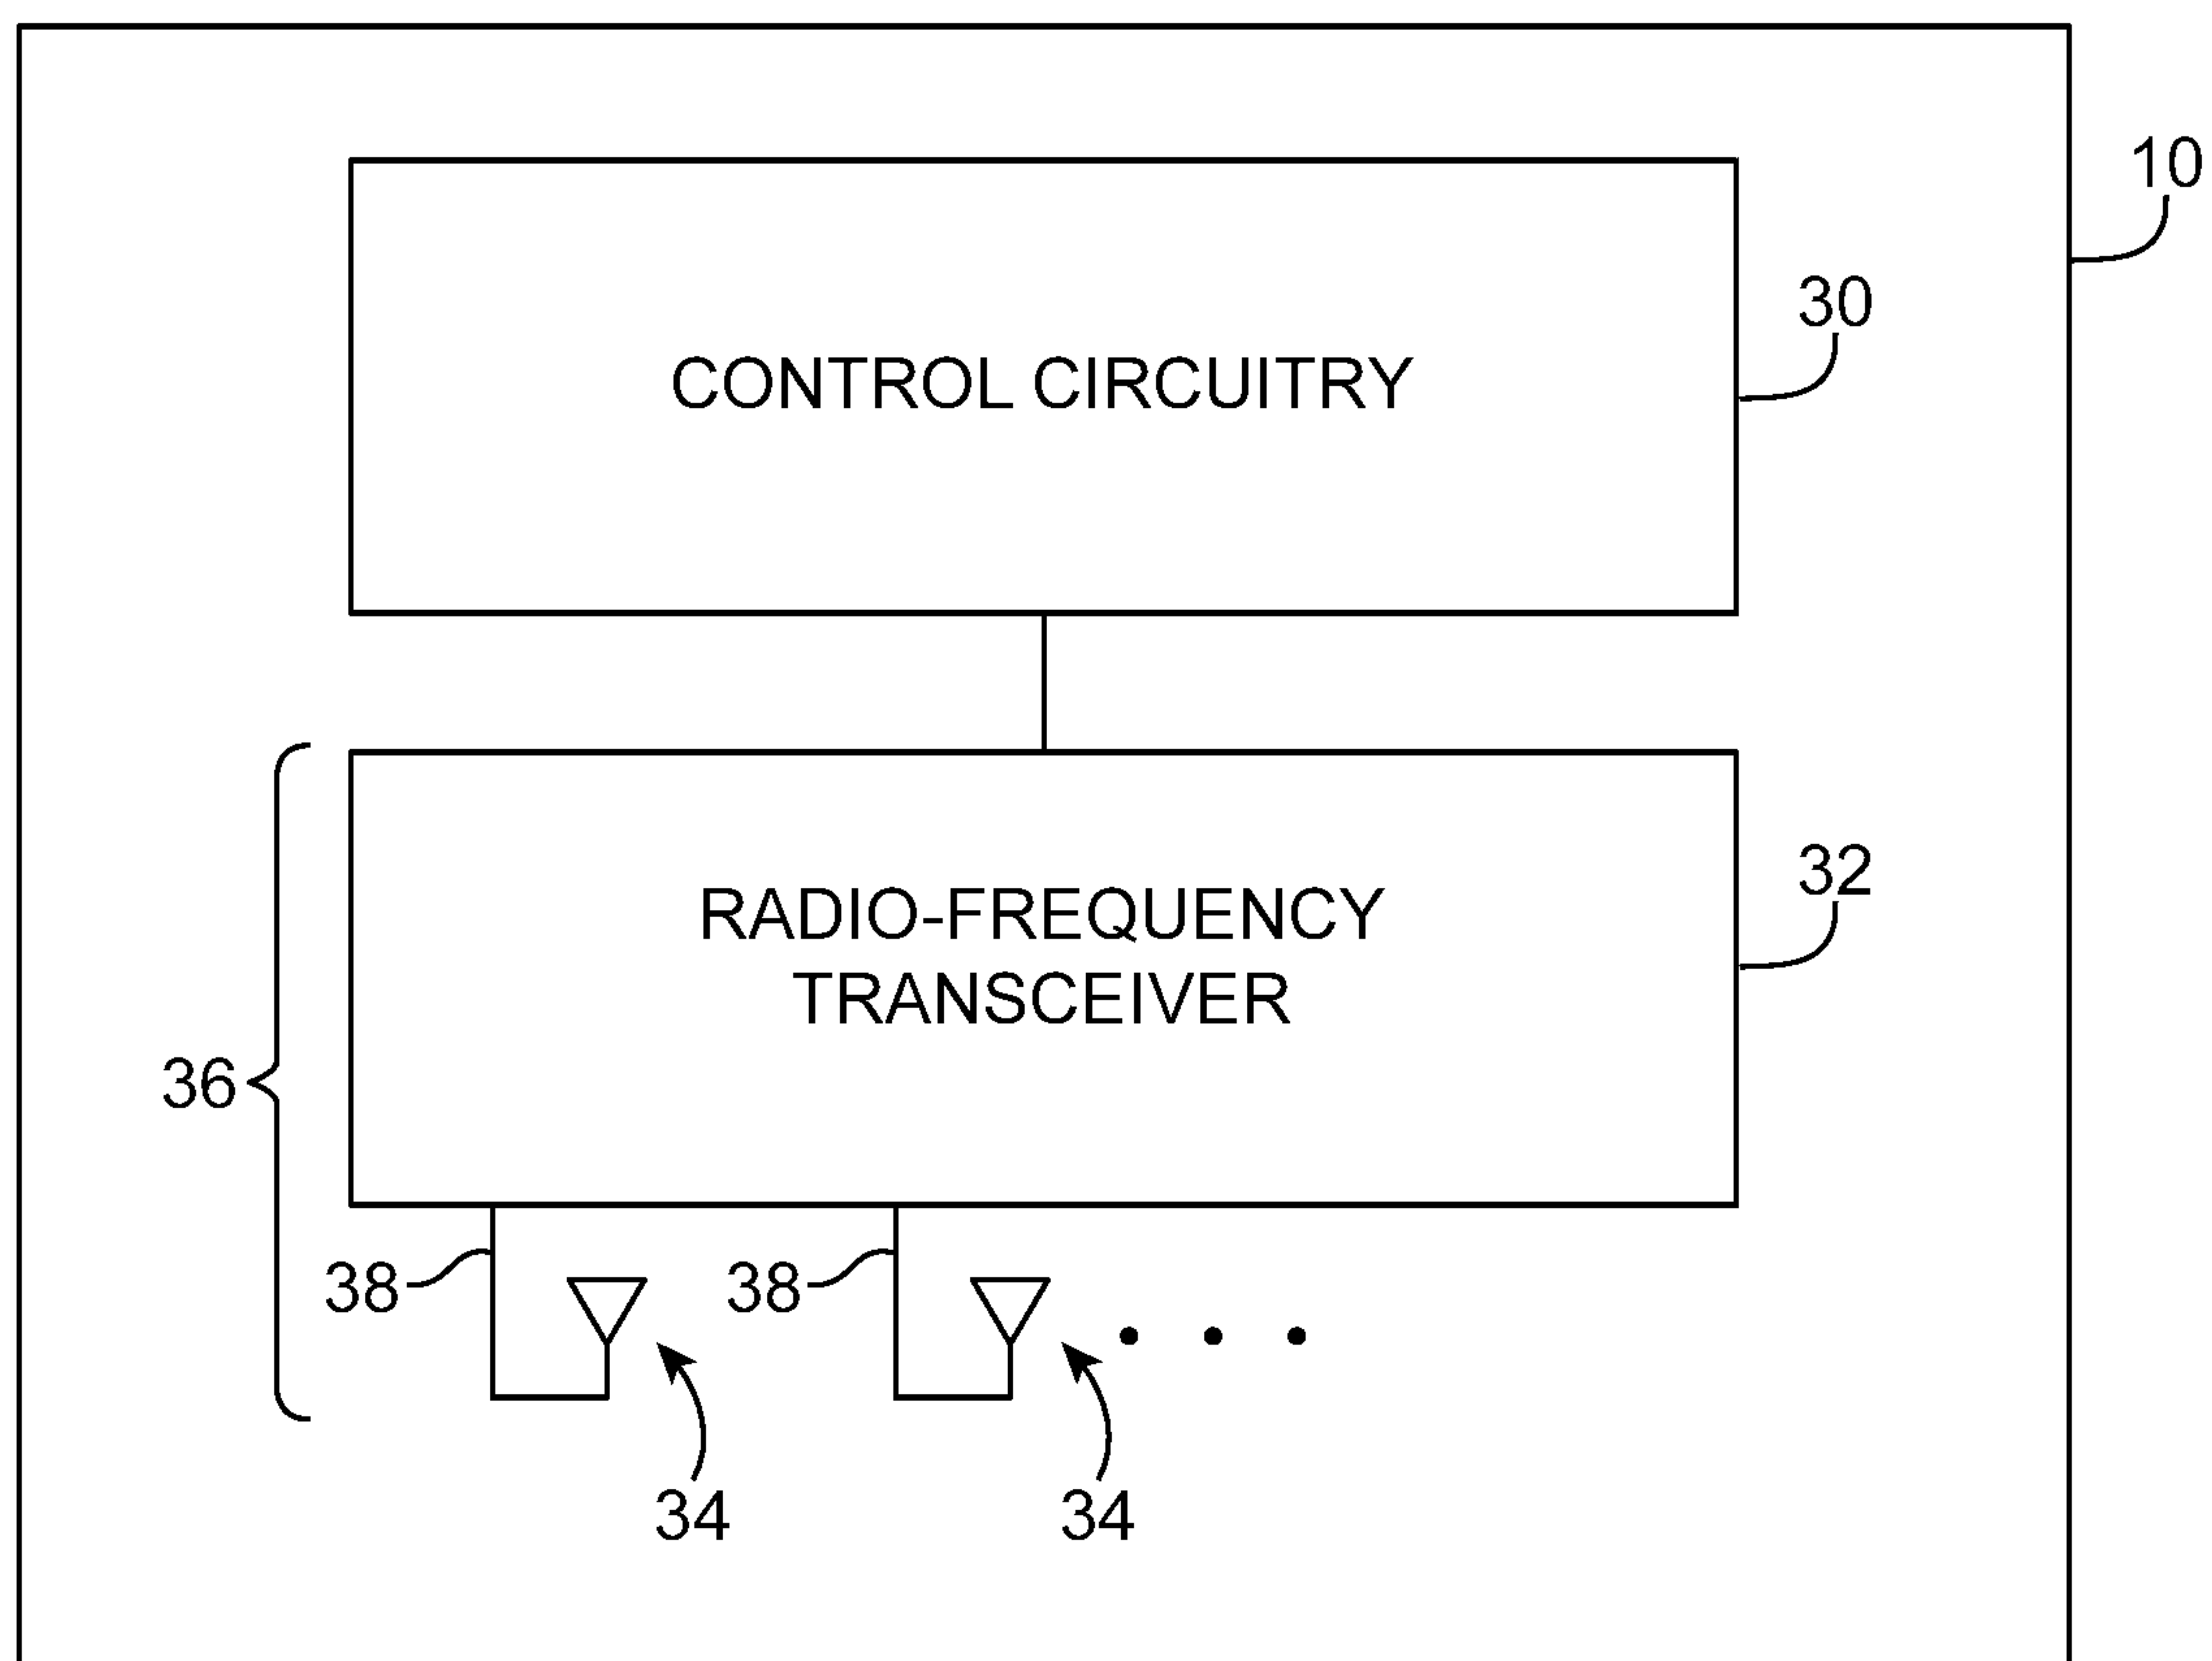 10
30
CONTROL CIRCUITRY
32
RADIO-FREQUENCY
TRANSCEIVER
36
38
38
34
34